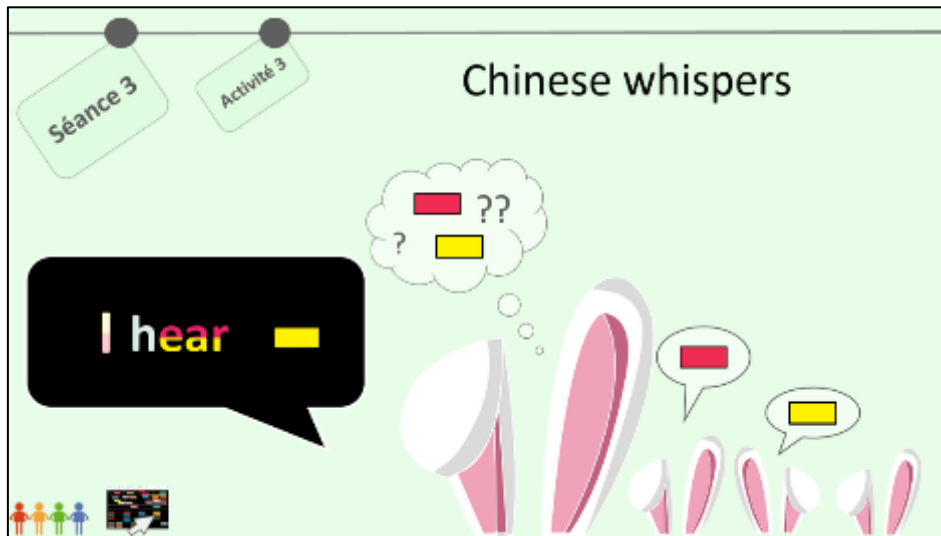 Séance 3
Activité 3
Chinese whispers
??
?
I hear